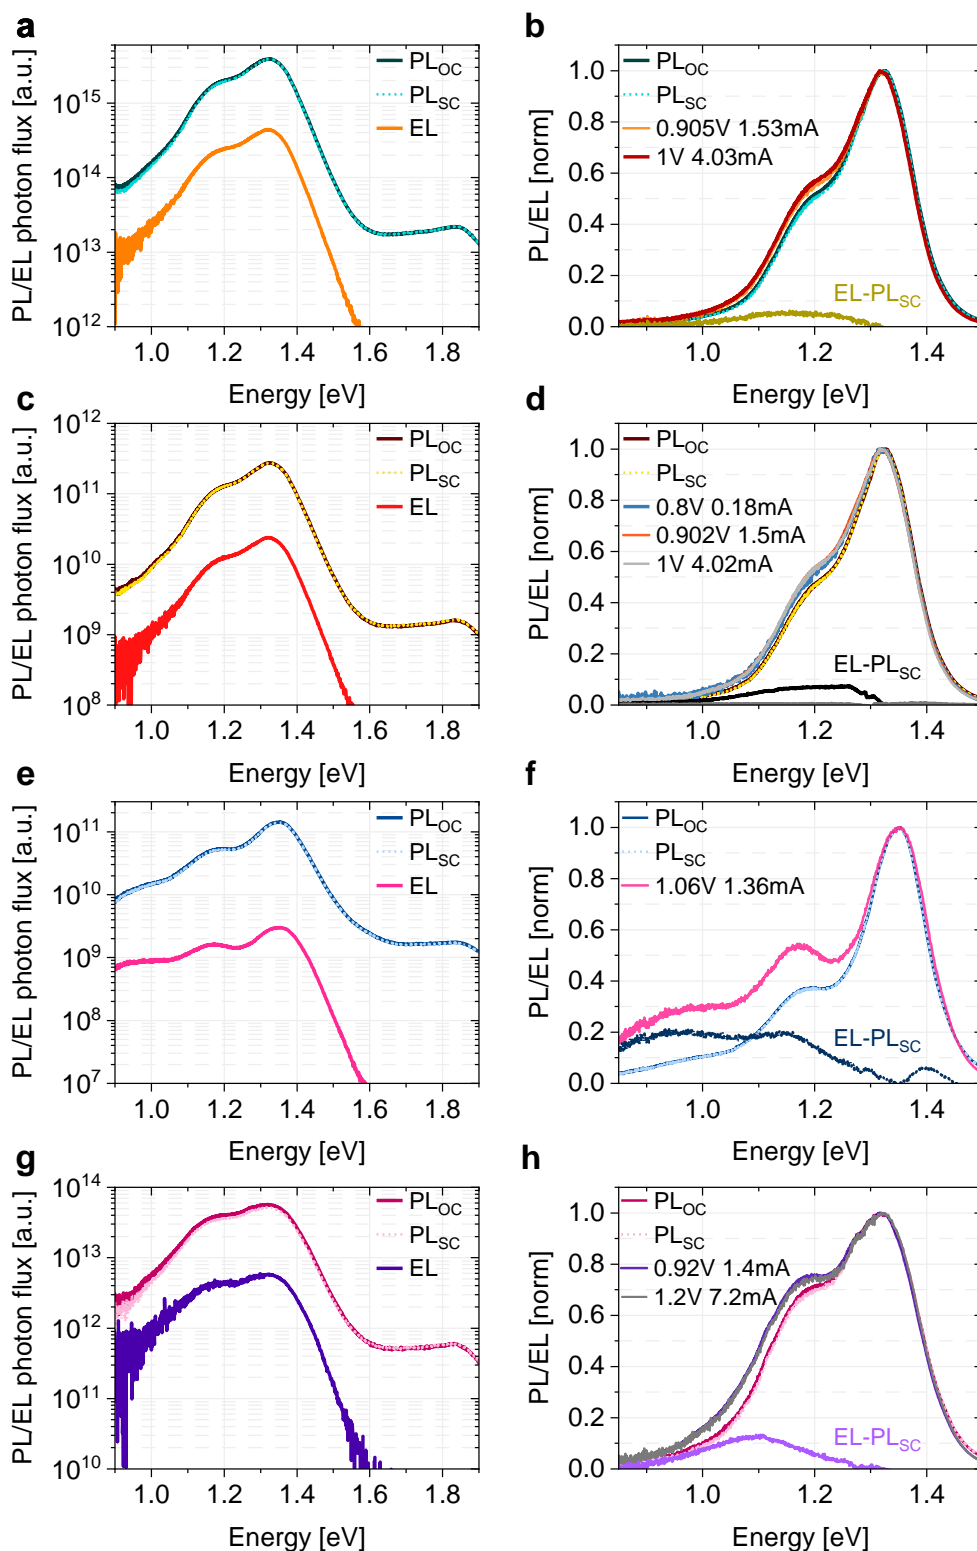 a
PL/EL photon flux [a.u.]
10^15
10^14
10^13
10^12
PL_OC
PL_SC
EL
1.0 1.2 1.4 1.6 1.8
Energy [eV]
b
PL/EL [norm]
1.0
0.8
0.6
0.4
0.2
0.0
PL_OC
PL_SC
0.905V 1.53mA
1V 4.03mA
EL-PL_SC
1.0 1.2 1.4
Energy [eV]
c
PL/EL photon flux [a.u.]
10^12
10^11
10^10
10^9
10^8
PL_OC
PL_SC
EL
1.0 1.2 1.4 1.6 1.8
Energy [eV]
d
PL/EL [norm]
1.0
0.8
0.6
0.4
0.2
0.0
PL_OC
PL_SC
0.8V 0.18mA
0.902V 1.5mA
1V 4.02mA
EL-PL_SC
1.0 1.2 1.4
Energy [eV]
e
PL/EL photon flux [a.u.]
10^11
10^10
10^9
10^8
10^7
PL_OC
PL_SC
EL
1.0 1.2 1.4 1.6 1.8
Energy [eV]
f
PL/EL [norm]
1.0
0.8
0.6
0.4
0.2
0.0
PL_OC
PL_SC
1.06V 1.36mA
EL-PL_SC
1.0 1.2 1.4
Energy [eV]
g
PL/EL photon flux [a.u.]
10^14
10^13
10^12
10^11
10^10
PL_OC
PL_SC
EL
1.0 1.2 1.4 1.6 1.8
Energy [eV]
h
PL/EL [norm]
1.0
0.8
0.6
0.4
0.2
0.0
PL_OC
PL_SC
0.92V 1.4mA
1.2V 7.2mA
EL-PL_SC
1.0 1.2 1.4
Energy [eV]